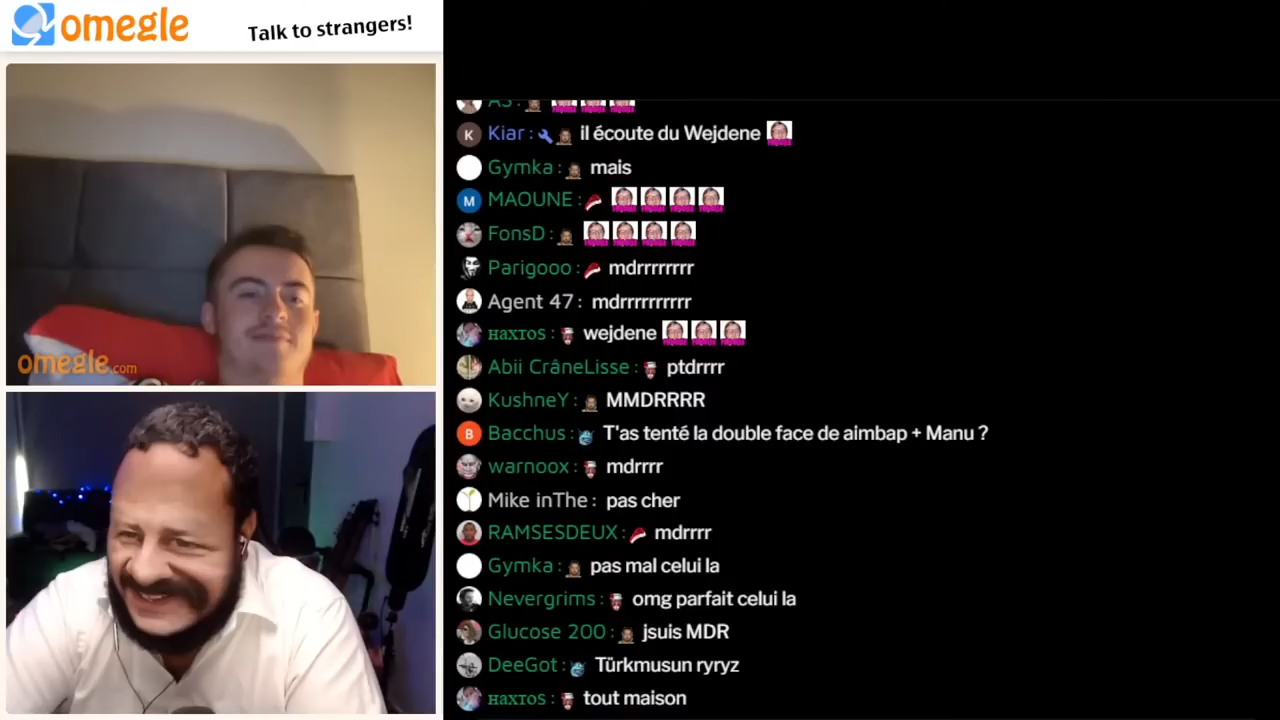 omegle
Talk to strangers!
omegle.com
AS:
K Kiar: il écoute du Wejdene
Gymka: mais
M MAOUNE:
FonsD:
Parigooo: mdrrrrrrrr
Agent 47: mdrrrrrrrrrr
нaxтoѕ: wejdene
Abii CrâneLisse: ptdrrrr
KushneY: MMDRRRR
B Bacchus: T'as tenté la double face de aimbap + Manu ?
warnoox: mdrrrr
Mike inThe: pas cher
RAMSESDEUX: mdrrrr
Gymka: pas mal celui la
Nevergrims: omg parfait celui la
Glucose 200: jsuis MDR
DeeGot: Türkmusun ryryz
нaxтoѕ: tout maison